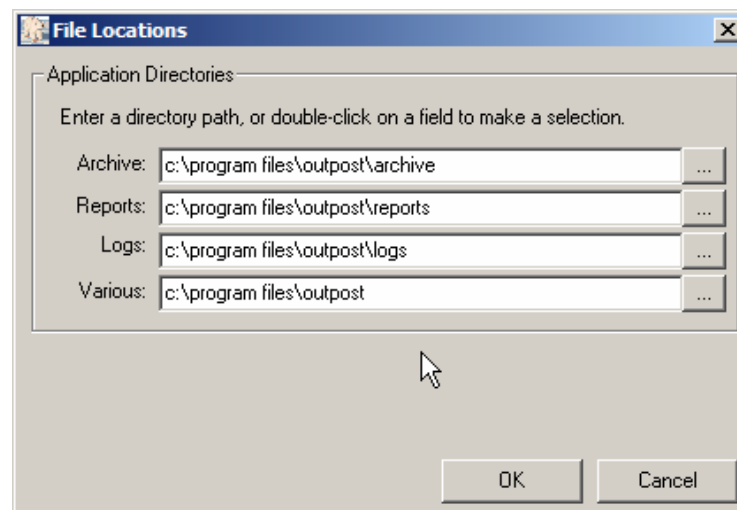 File Locations
Application Directories
Enter a directory path, or double-click on a field to make a selection.
Archive: c:\program files\outpost\archive ...
Reports: c:\program files\outpost\reports ...
Logs: c:\program files\outpost\logs ...
Various: c:\program files\outpost ...
OK Cancel